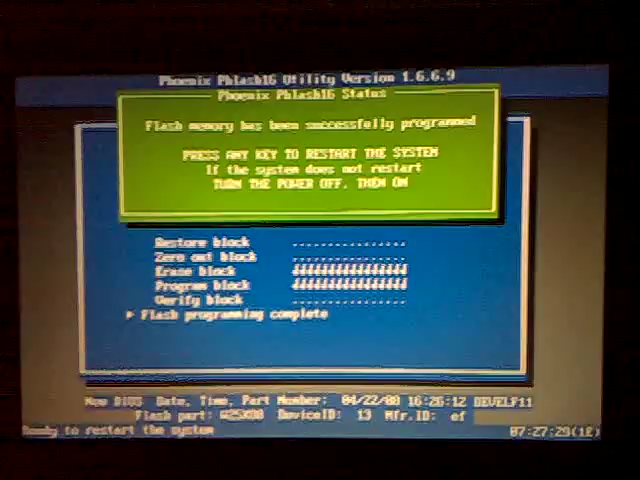 Phoenix Phlash16 Utility Version 1.6.6.9
Phoenix Phlash16 Status
Flash memory has been successfully programmed
PRESS ANY KEY TO RESTART THE SYSTEM
If the system does not restart
TURN THE POWER OFF, THEN ON
Restore block ................
Zero out block ................
Erase block
Program block
Verify block ................
► Flash programming complete
New BIOS Date, Time, Part Number: 04/22/08 16:26:12 DEVELF11
Flash part: W25X80 DeviceID: 13 Mfr.ID: ef
Ready to restart the system